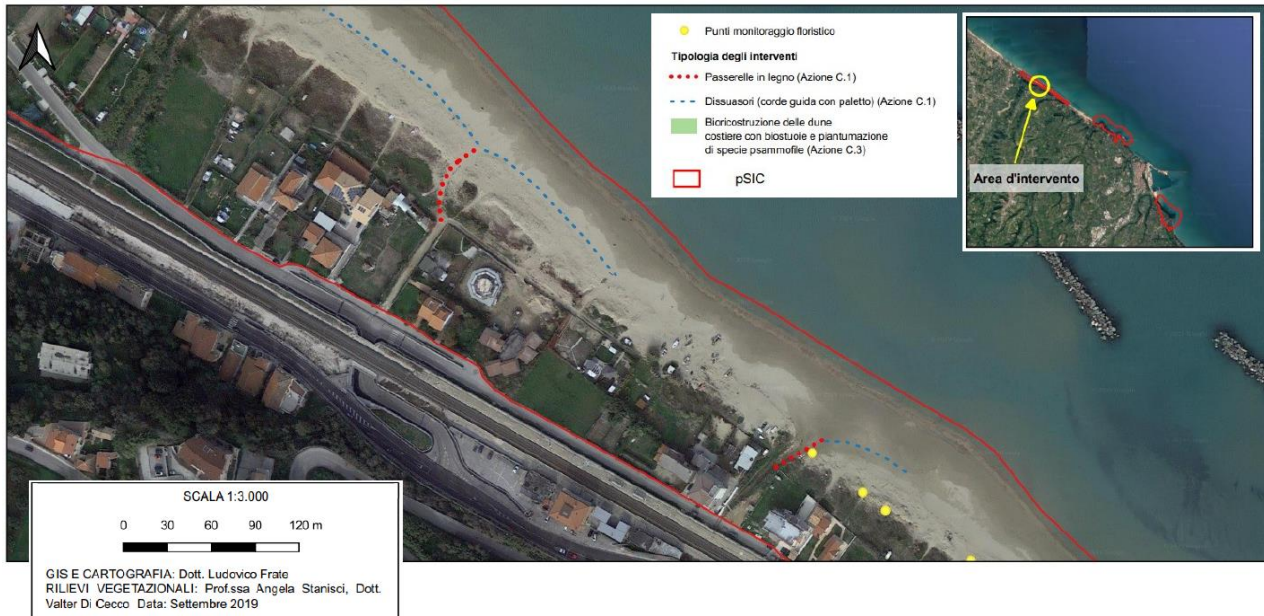 Punti monitoraggio floristico
Tipologia degli interventi
Passerelle in legno (Azione C.1)
Dissuasori (corde guida con paletto) (Azione C.1)
Bioricostruzione delle dune
costiere con biostuoie e piantumazione
di specie psammofile (Azione C.3)
pSIC
Area d'intervento
SCALA 1:3.000
0 30 60 90 120 m
GIS E CARTOGRAFIA: Dott. Ludovico Frate
RILIEVI VEGETAZIONALI: Prof.ssa Angela Stanisci, Dott.
Valter Di Cecco Data: Settembre 2019